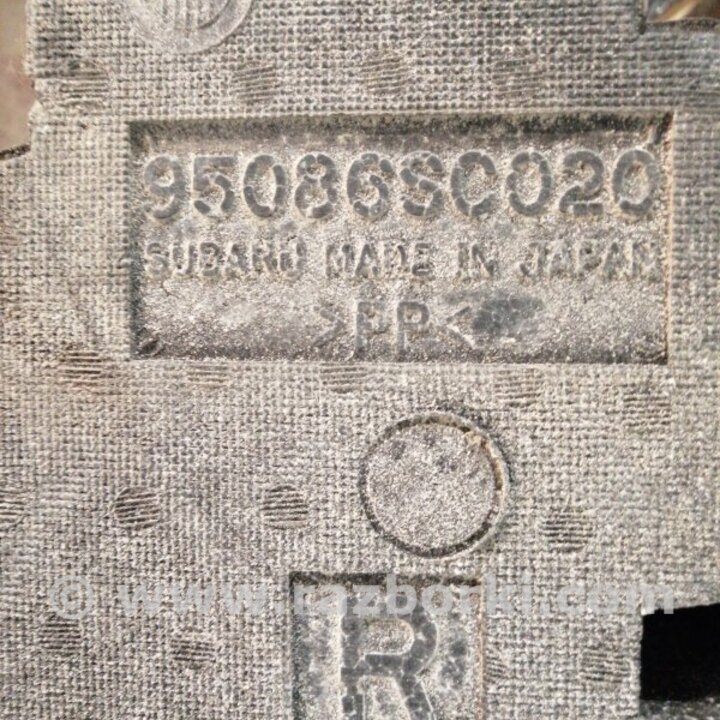 95086SC020
SUBARU MADE IN JAPAN
>PP<
© www.razborki.com
R